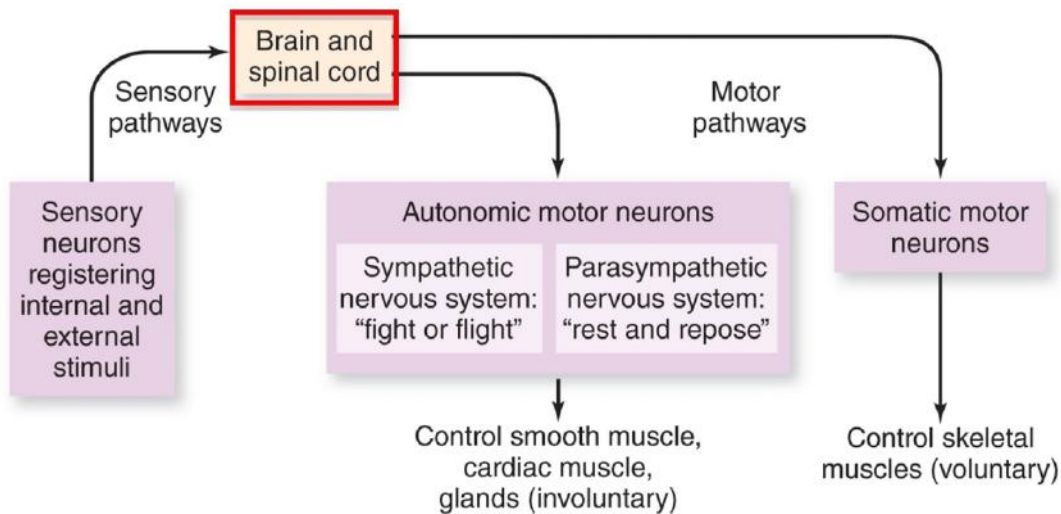 Brain and
spinal cord
Sensory
pathways
Motor
pathways
Sensory
neurons
registering
internal and
external
stimuli
Autonomic motor neurons
Sympathetic
nervous system:
“fight or flight”
Parasympathetic
nervous system:
“rest and repose”
Somatic motor
neurons
Control smooth muscle,
cardiac muscle,
glands (involuntary)
Control skeletal
muscles (voluntary)